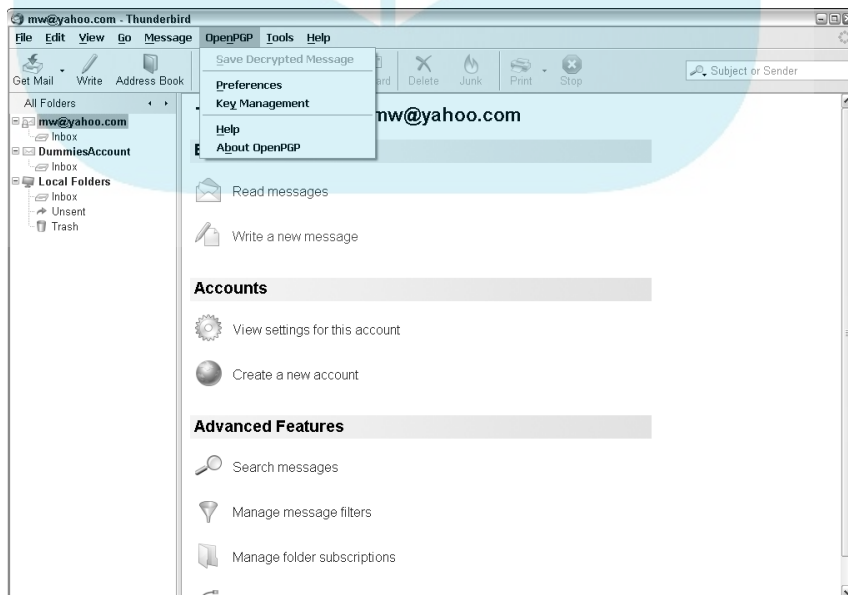 mw@yahoo.com - Thunderbird
File Edit View Go Message OpenPGP Tools Help
Get Mail Write Address Book Delete Junk Print Stop
Subject or Sender
Save Decrypted Message
Preferences
Key Management
Help
About OpenPGP
All Folders
mw@yahoo.com
Inbox
DummiesAccount
Inbox
Local Folders
Inbox
Unsent
Trash
mw@yahoo.com
Read messages
Write a new message
Accounts
View settings for this account
Create a new account
Advanced Features
Search messages
Manage message filters
Manage folder subscriptions